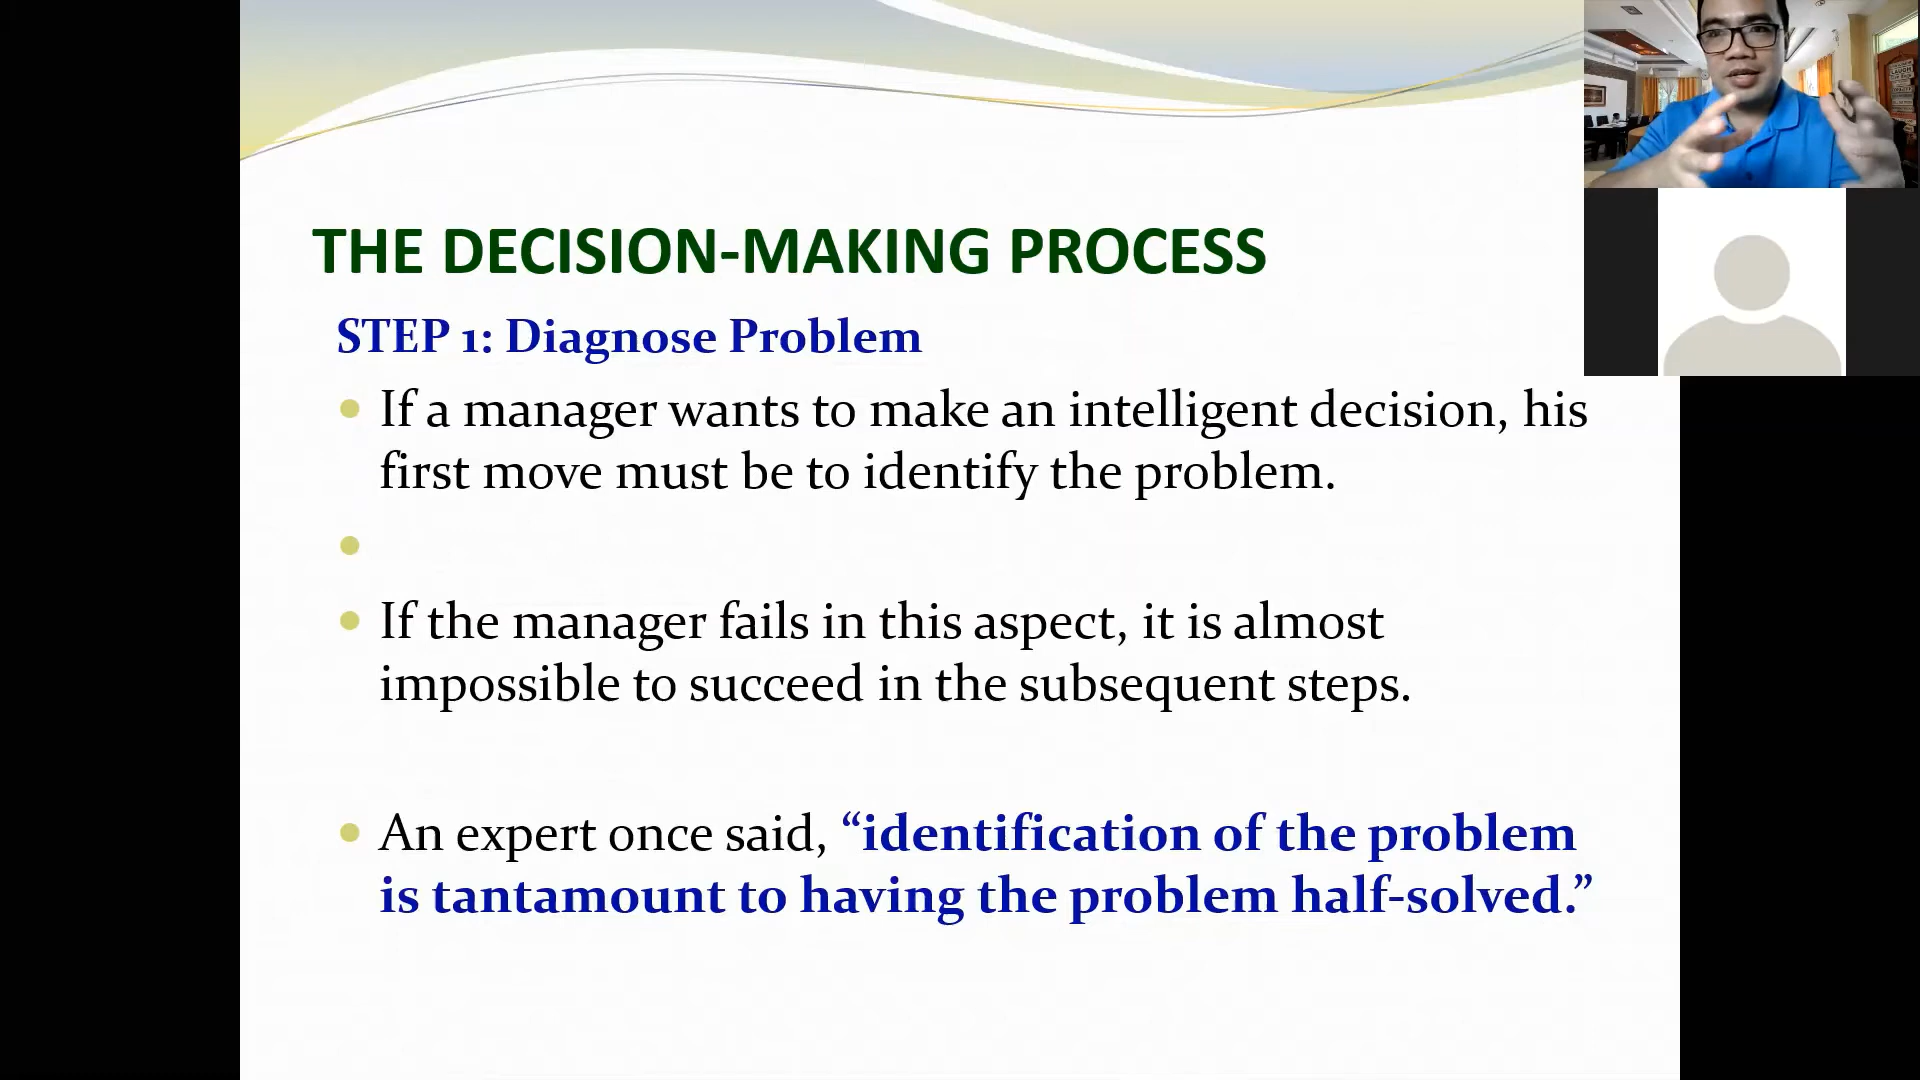 THE DECISION-MAKING PROCESS
STEP 1: Diagnose Problem
If a manager wants to make an intelligent decision, his
first move must be to identify the problem.
If the manager fails in this aspect, it is almost
impossible to succeed in the subsequent steps.
An expert once said, “identification of the problem
is tantamount to having the problem half-solved.”